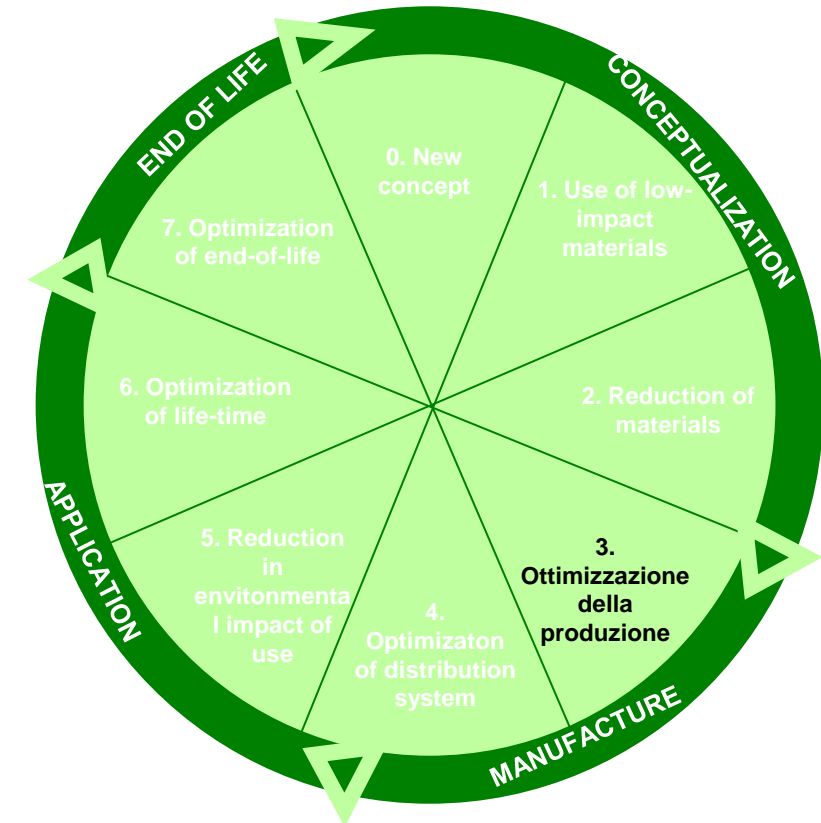 END OF LIFE
CONCEPTUALIZATION
0. New
concept
1. Use of low-
impact
materials
7. Optimization
of end-of-life
6. Optimization
of life-time
2. Reduction of
materials
APPLICATION
5. Reduction
in
envitonmenta
l impact of
use
3.
Ottimizzazione
della
produzione
4.
Optimizaton
of distribution
system
MANUFACTURE